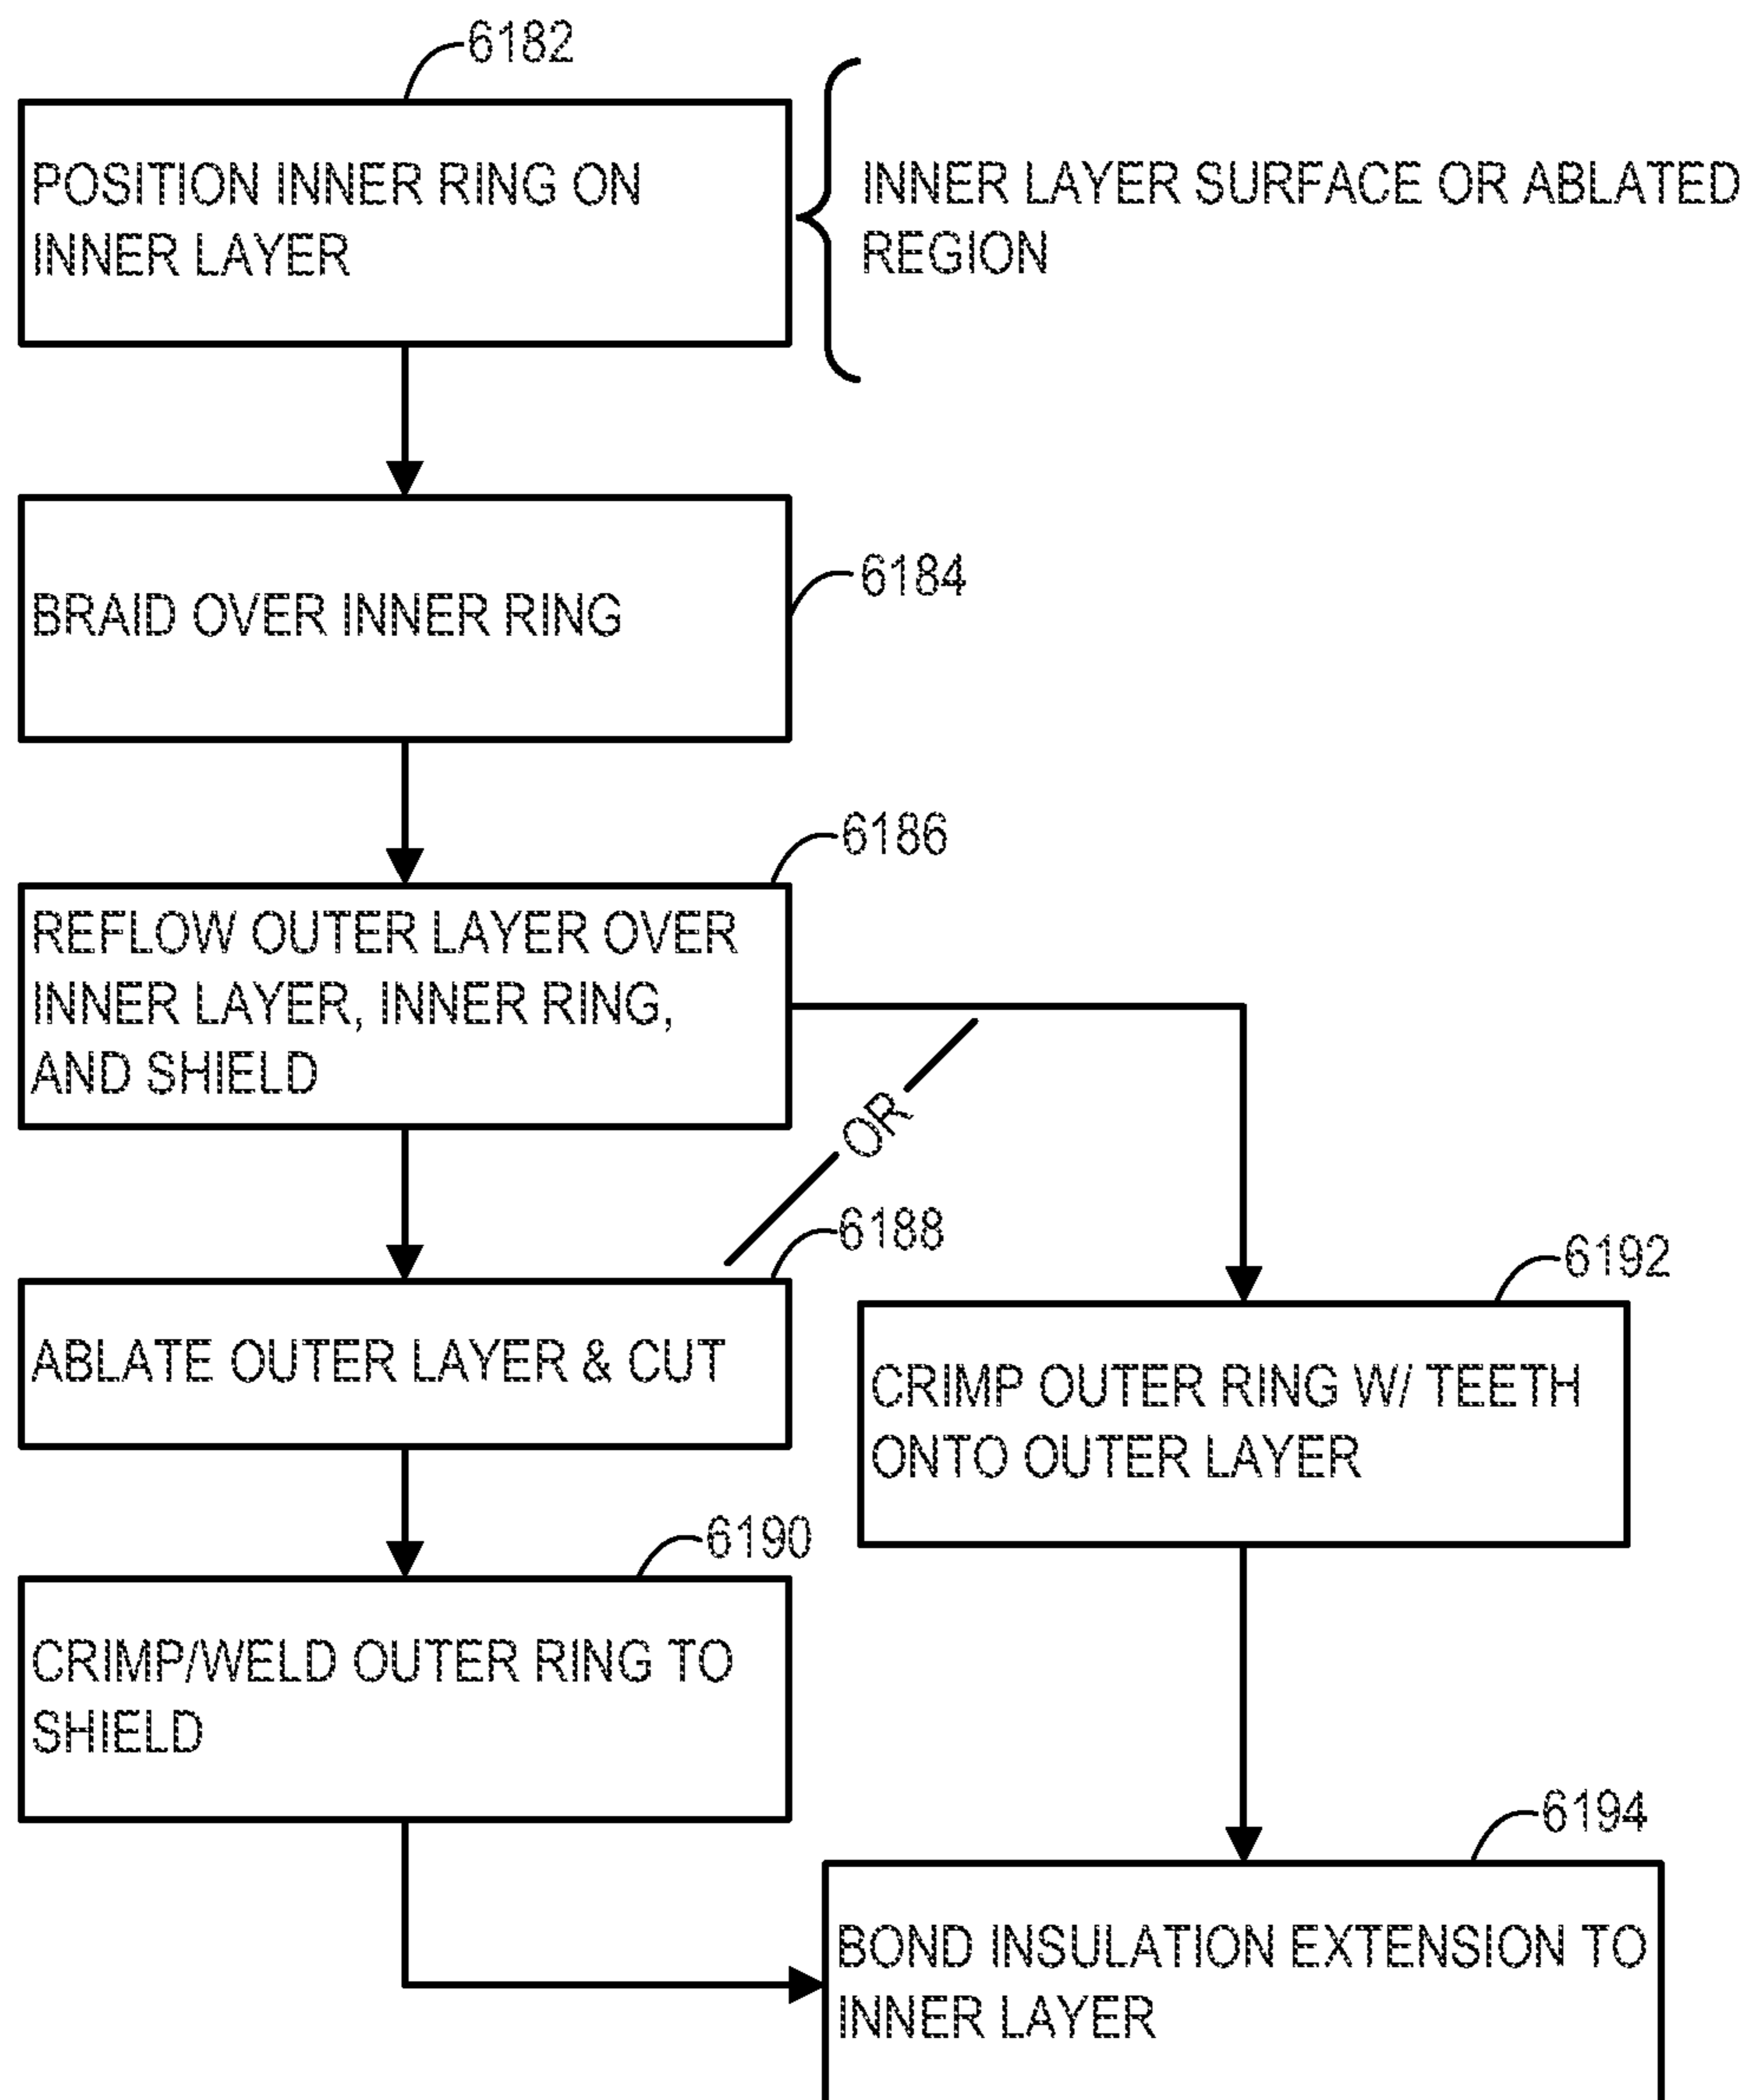 6182
POSITION INNER RING ON
INNER LAYER
INNER LAYER SURFACE OR ABLATED
REGION
6184
BRAID OVER INNER RING
6186
REFLOW OUTER LAYER OVER
INNER LAYER, INNER RING,
AND SHIELD
OR
6188
ABLATE OUTER LAYER & CUT
6192
CRIMP OUTER RING W/ TEETH
ONTO OUTER LAYER
6190
CRIMP/WELD OUTER RING TO
SHIELD
6194
BOND INSULATION EXTENSION TO
INNER LAYER